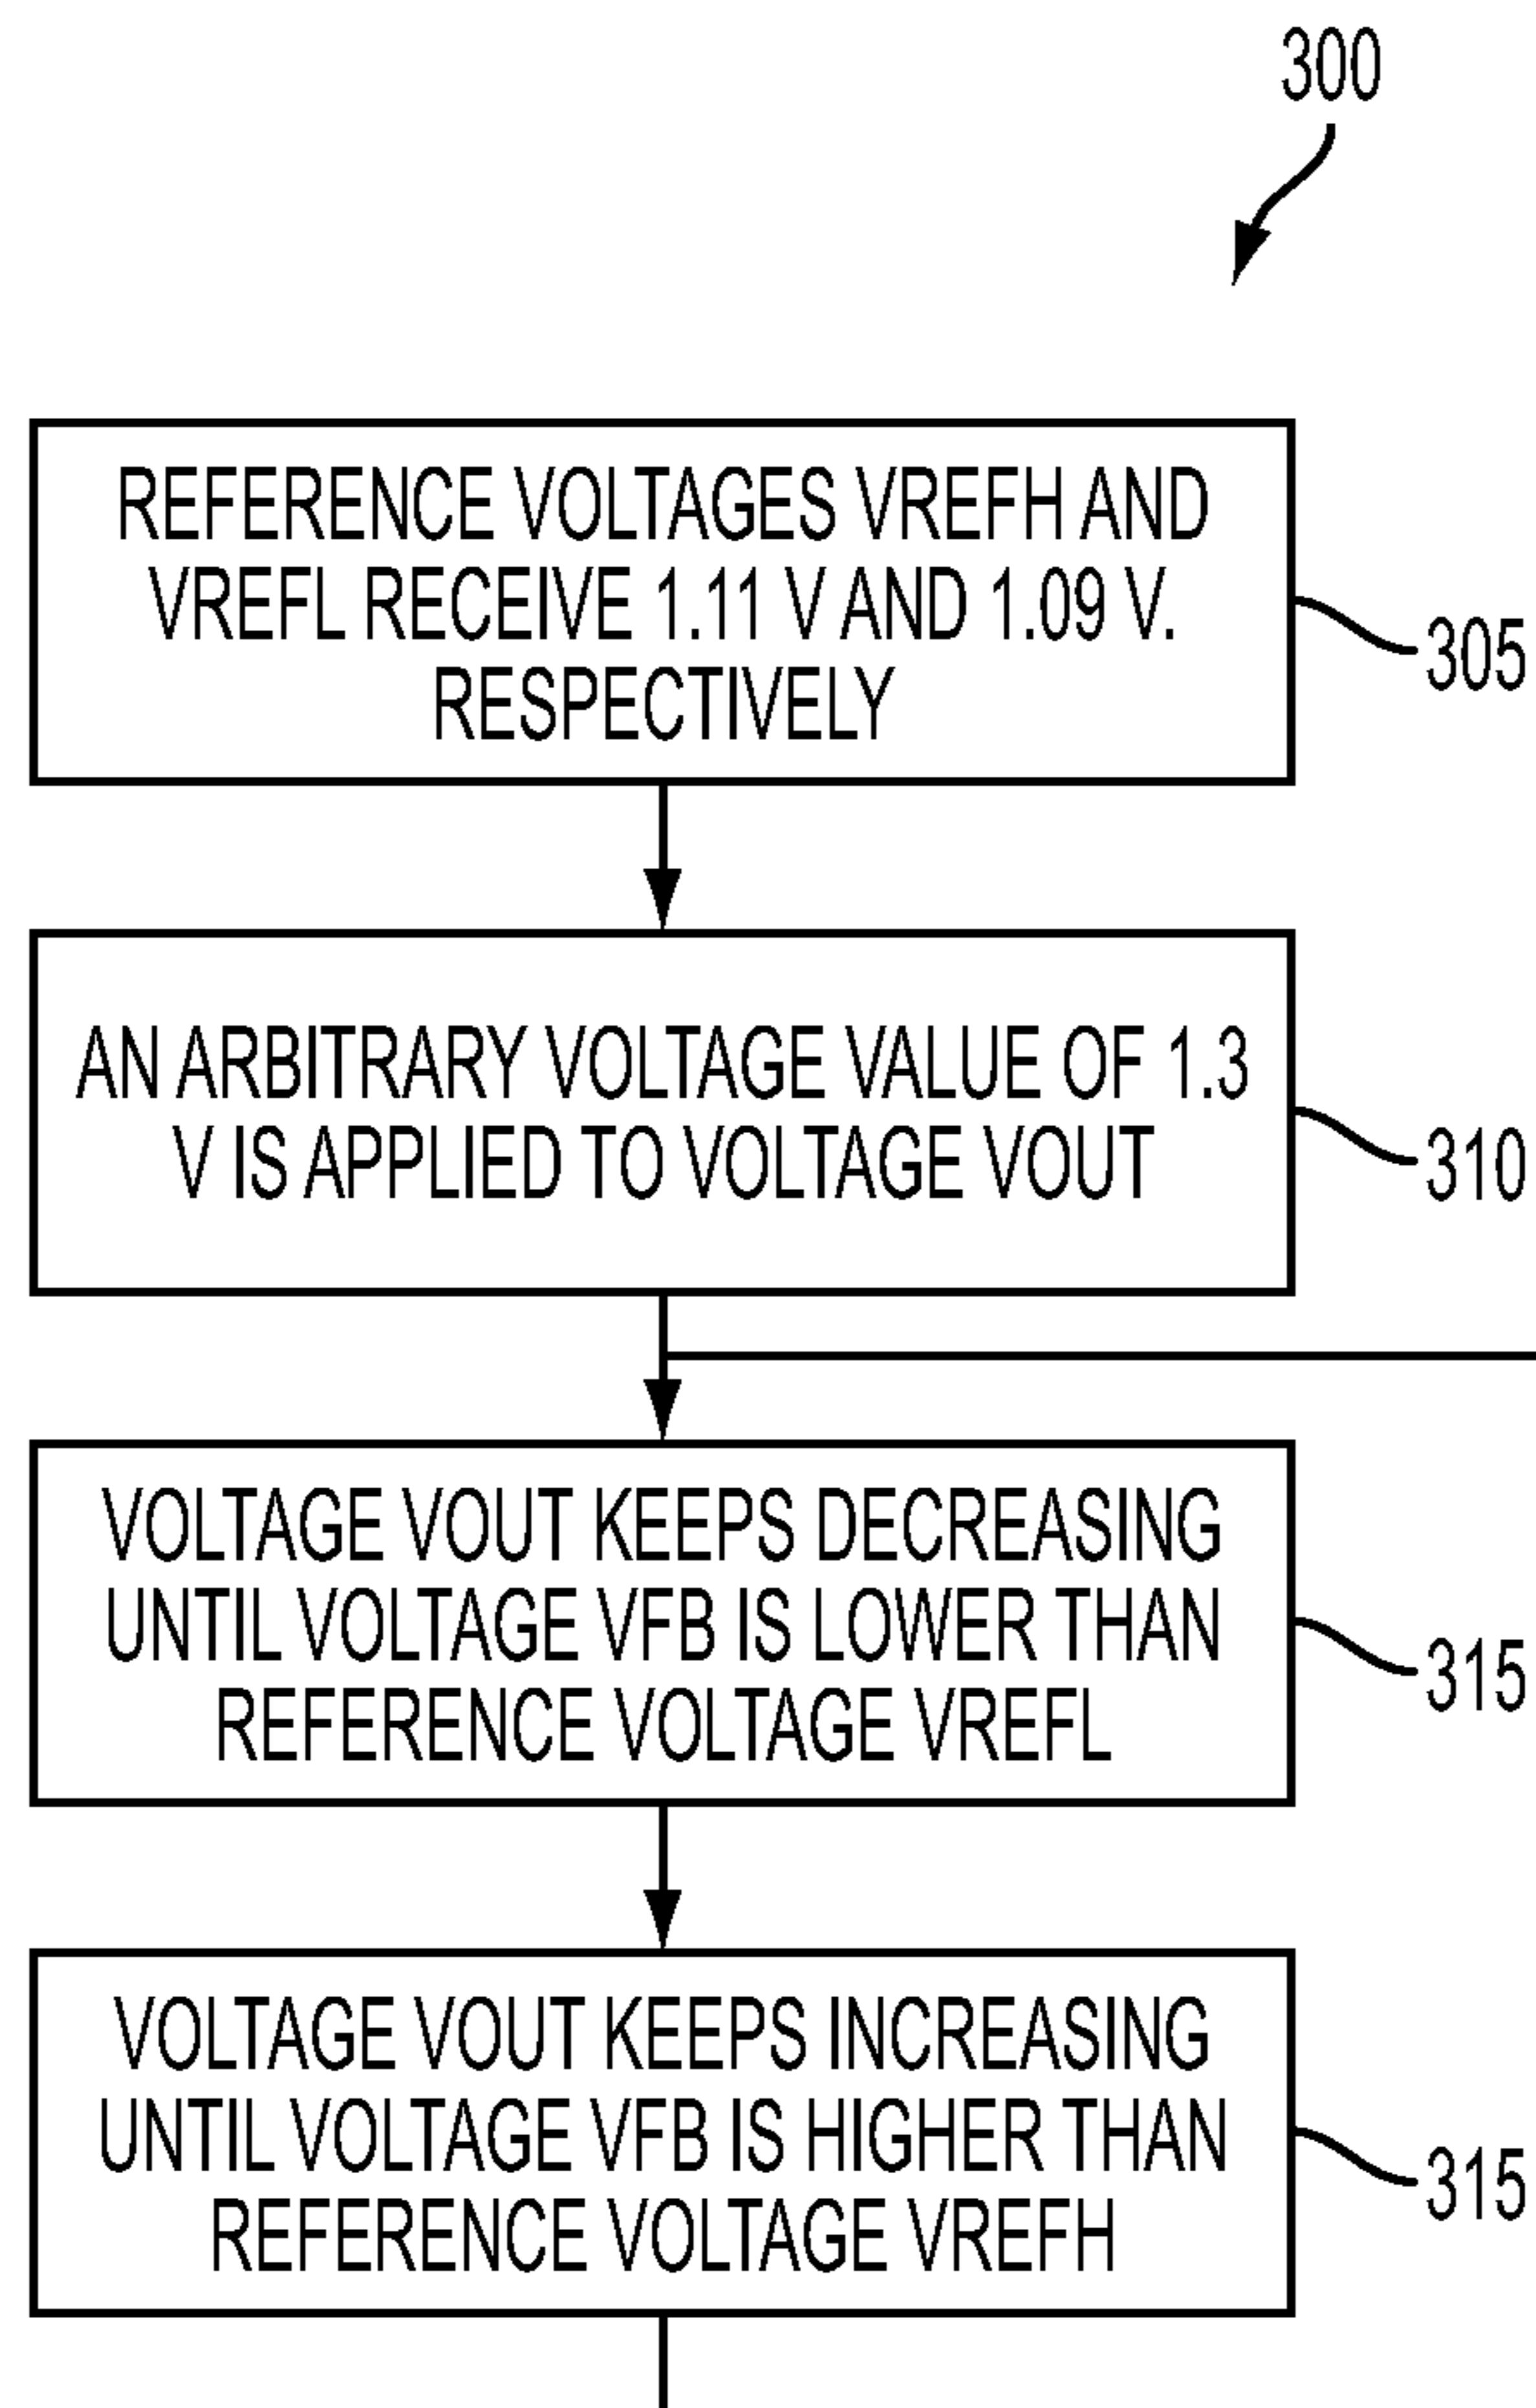 300
REFERENCE VOLTAGES VREFH AND
VREFL RECEIVE 1.11 V AND 1.09 V.
RESPECTIVELY
305
AN ARBITRARY VOLTAGE VALUE OF 1.3
V IS APPLIED TO VOLTAGE VOUT
310
VOLTAGE VOUT KEEPS DECREASING
UNTIL VOLTAGE VFB IS LOWER THAN
REFERENCE VOLTAGE VREFL
315
VOLTAGE VOUT KEEPS INCREASING
UNTIL VOLTAGE VFB IS HIGHER THAN
REFERENCE VOLTAGE VREFH
315